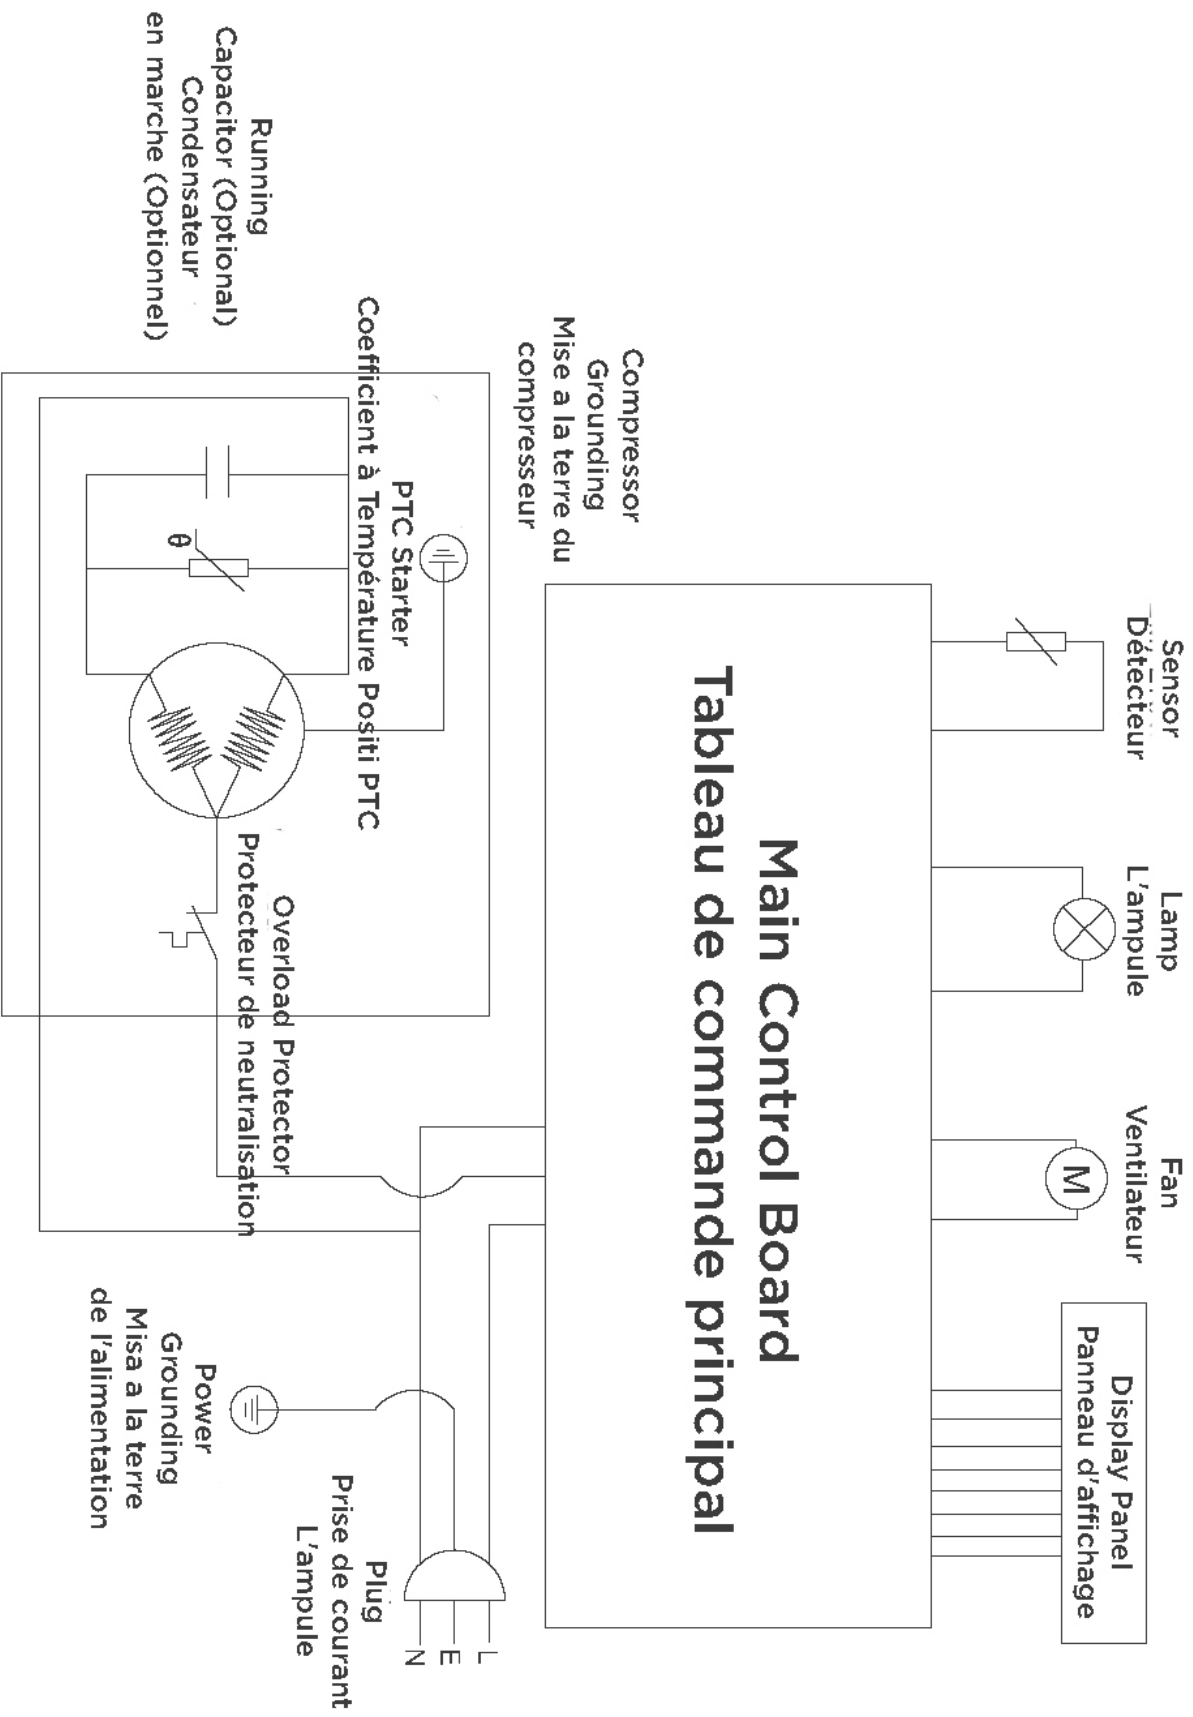 Sensor
Détecteur
Lamp
L'ampule
Fan
Ventilateur
Display Panel
Panneau d'affichage
Main Control Board
Tableau de commande principal
Compressor
Grounding
Mise a la terre du
compresseur
PTC Starter
Coefficient à Température Positi PTC
θ
M
Running
Capacitor (Optional)
Condensateur
en marche (Optionnel)
Overload Protector
Protecteur de neutralisation
Power
Grounding
Misa a la terre
de l'alimentation
Plug
Prise de courant
L'ampule
L
E
N